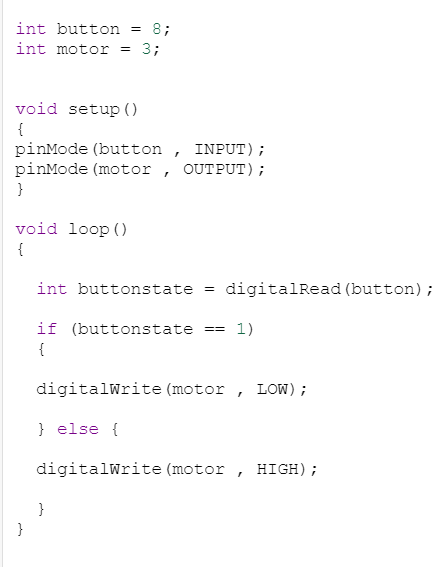 int button = 8;
int motor = 3;
void setup()
{
pinMode(button , INPUT);
pinMode(motor , OUTPUT);
}
void loop()
{
int buttonstate = digitalRead(button);
if (buttonstate == 1)
{
digitalWrite(motor , LOW);
} else {
digitalWrite(motor , HIGH);
}
}